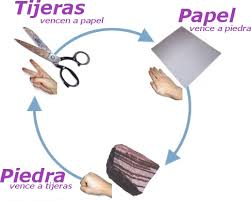 Tijeras
vencen a papel
Papel
vence a piedra
Piedra
vence a tijeras